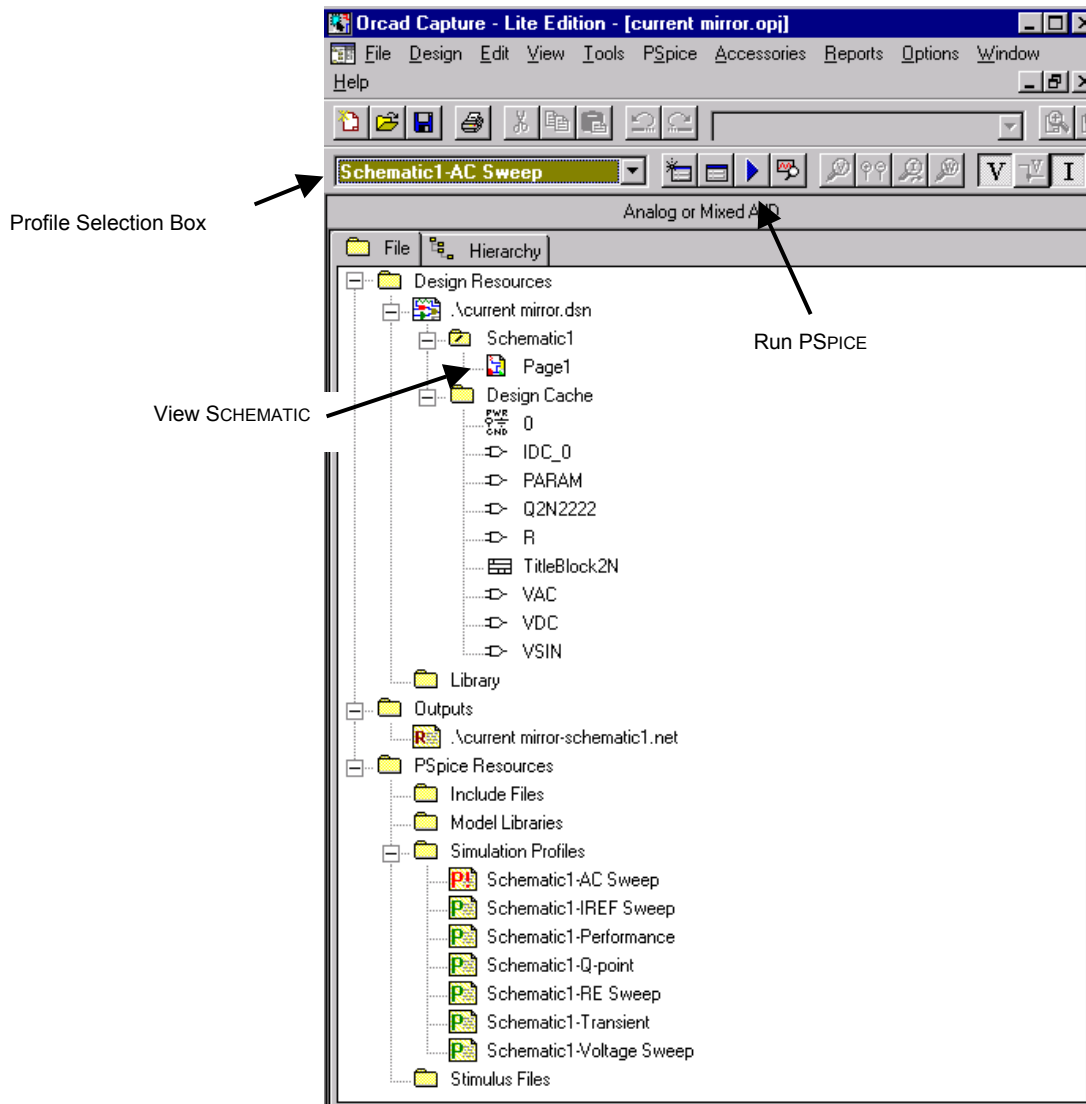 Orcad Capture - Lite Edition - [current mirror.opj]
File Design Edit View Tools PSpice Accessories Reports Options Window
Help
Schematic1-AC Sweep
V V I
Profile Selection Box
Analog or Mixed A/D
File Hierarchy
Design Resources
.\current mirror.dsn
Schematic1
Run PSPICE
Page1
View SCHEMATIC
Design Cache
PWR
GND
0
IDC_0
PARAM
Q2N2222
R
TitleBlock2N
VAC
VDC
VSIN
Library
Outputs
R .\current mirror-schematic1.net
PSpice Resources
Include Files
Model Libraries
Simulation Profiles
P! Schematic1-AC Sweep
P Schematic1-IREF Sweep
P Schematic1-Performance
P Schematic1-Q-point
P Schematic1-RE Sweep
P Schematic1-Transient
P Schematic1-Voltage Sweep
Stimulus Files